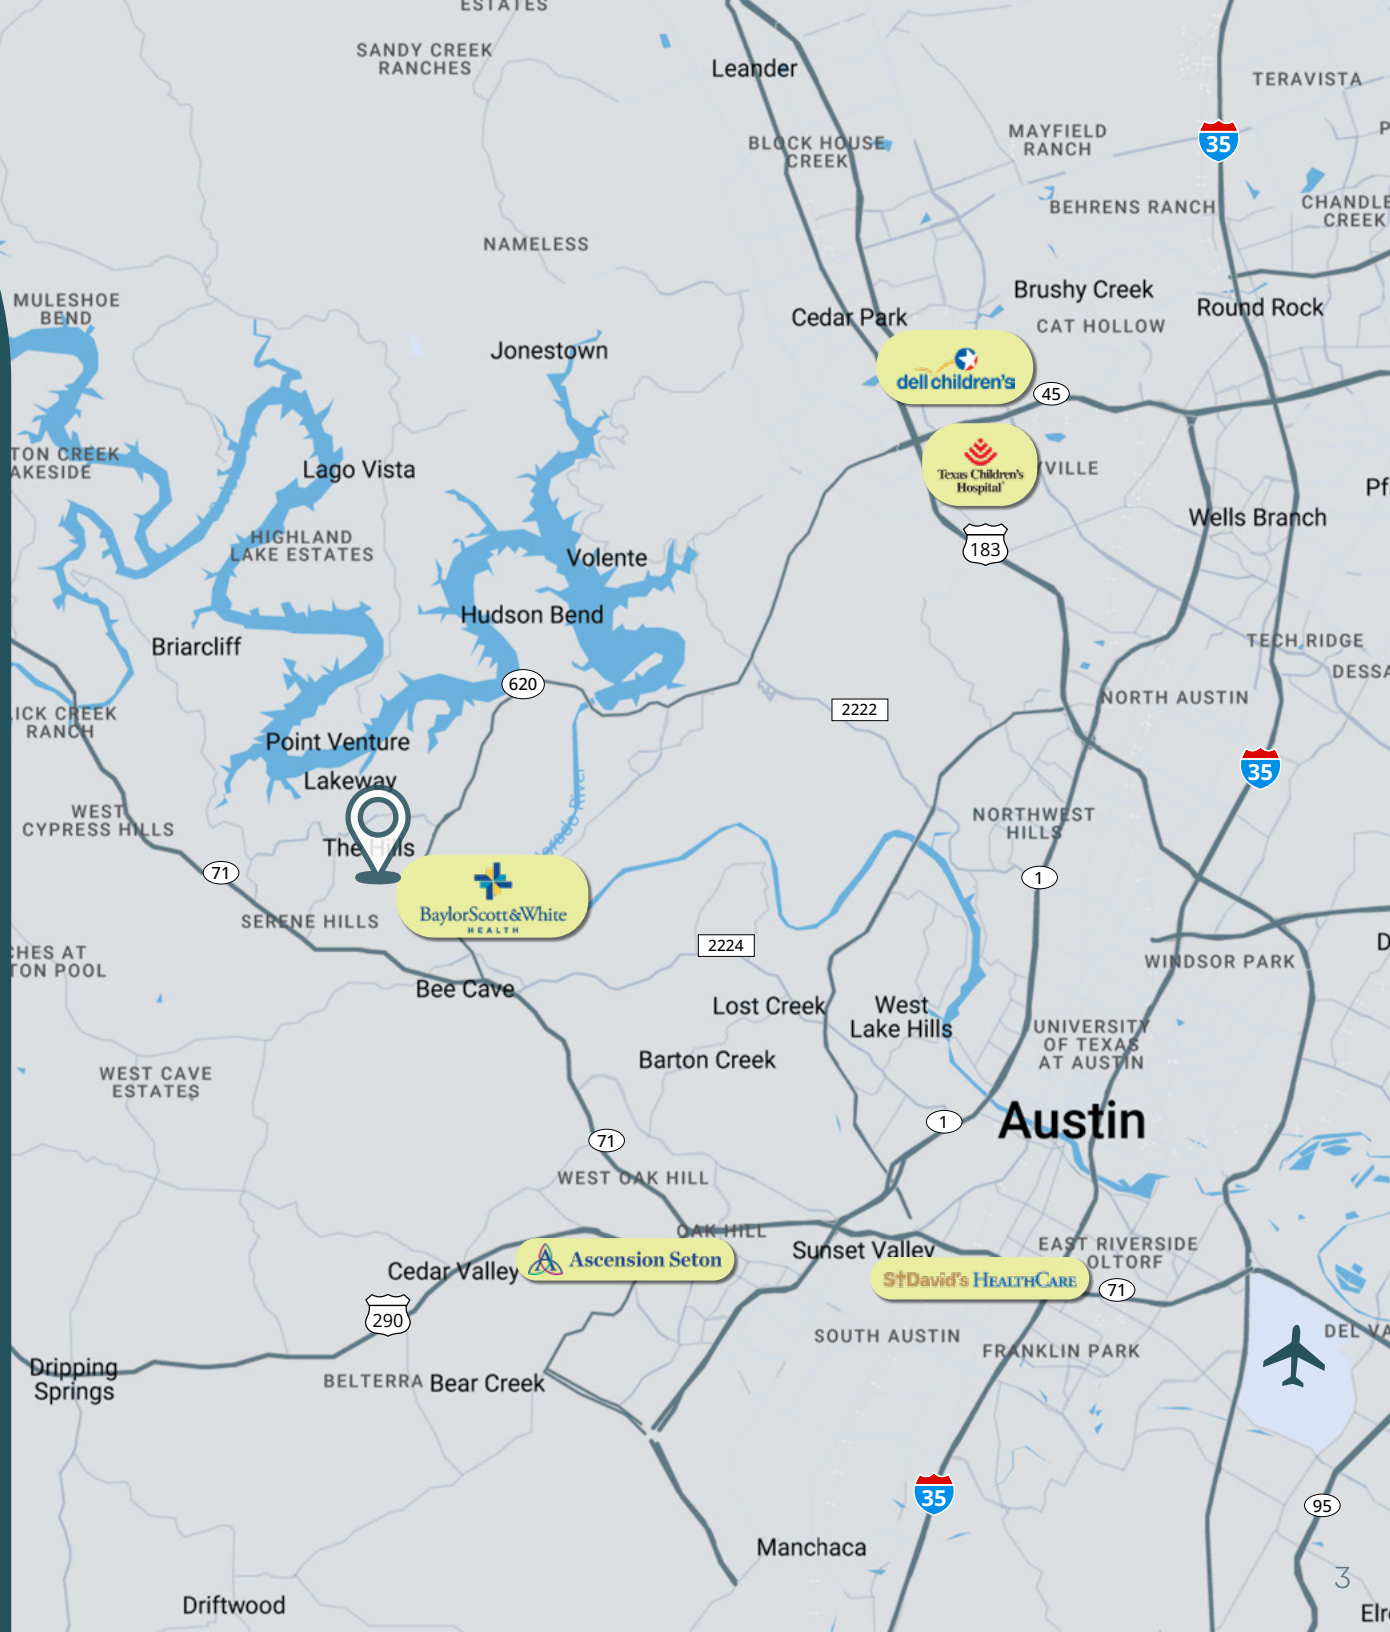 ESTATES
SANDY CREEK
RANCHES
Leander
TERAVISTA
BLOCK HOUSE
CREEK
MAYFIELD
RANCH
35
BEHRENS RANCH
CREEK
NAMELESS
MULESHOE
BEND
Brushy Creek
Cedar Park
CAT HOLLOW
Round Rock
Jonestown
dell children's
45
TON CREEK
AKESIDE
Lago Vista
Texas Children's
Hospital
VILLE
Pf
Wells Branch
HIGHLAND
LAKE ESTATES
183
Volente
Hudson Bend
Briarcliff
TECH RIDGE
DESSA
620
2222
NORTH AUSTIN
ICK CREEK
RANCH
Point Venture
Lakeway
35
WEST
CYPRESS HILLS
NORTHWEST
HILLS
The Hills
71
1
BaylorScott&White
HEALTH
SERENE HILLS
CHES AT
TON POOL
2224
D
WINDSOR PARK
Bee Cave
Lost Creek
West
Lake Hills
UNIVERSITY
OF TEXAS
AT AUSTIN
Barton Creek
WEST CAVE
ESTATES
Austin
1
71
WEST OAK HILL
OAK HILL
Sunset Valley
EAST RIVERSIDE
OLTORF
Ascension Seton
Cedar Valley
St David's HEALTHCARE
71
290
SOUTH AUSTIN
FRANKLIN PARK
DEL VA
Dripping
Springs
BELTERRA
Bear Creek
35
95
Manchaca
3
Driftwood
Elr